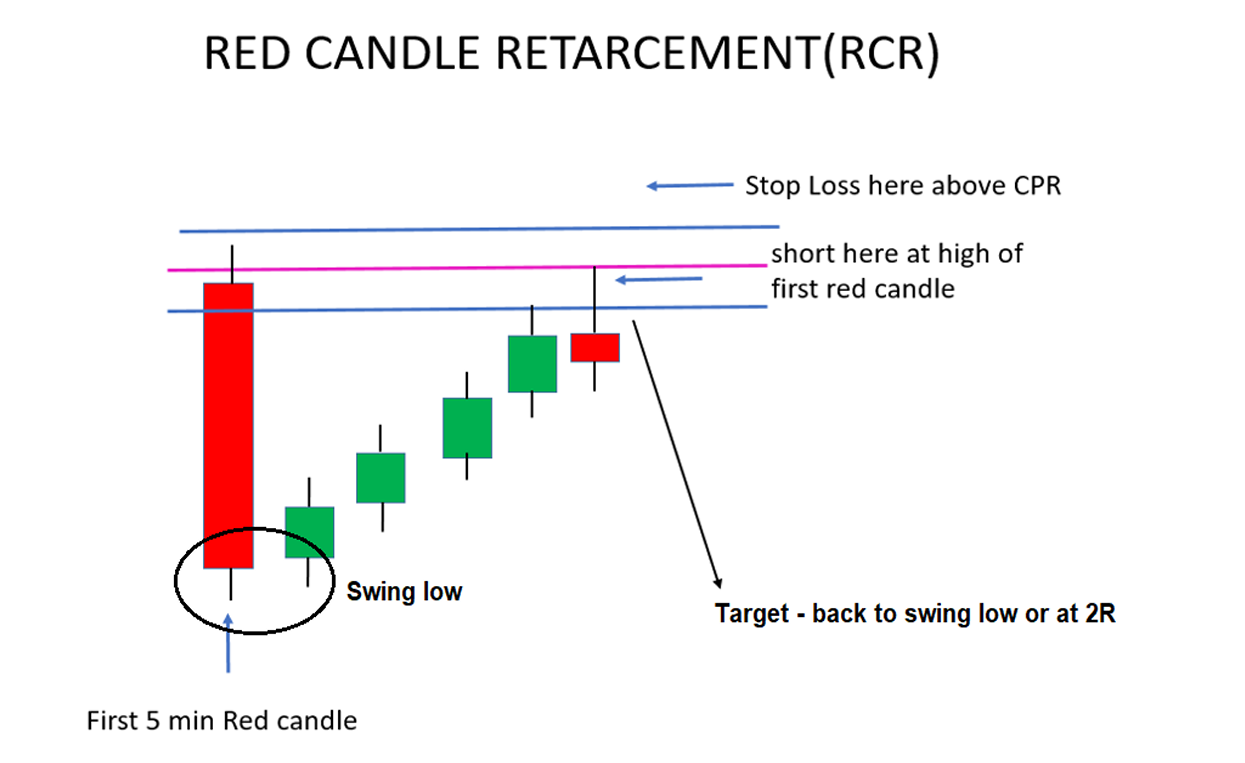 RED CANDLE RETARCEMENT(RCR)
Stop Loss here above CPR
short here at high of
first red candle
Swing low
Target - back to swing low or at 2R
First 5 min Red candle